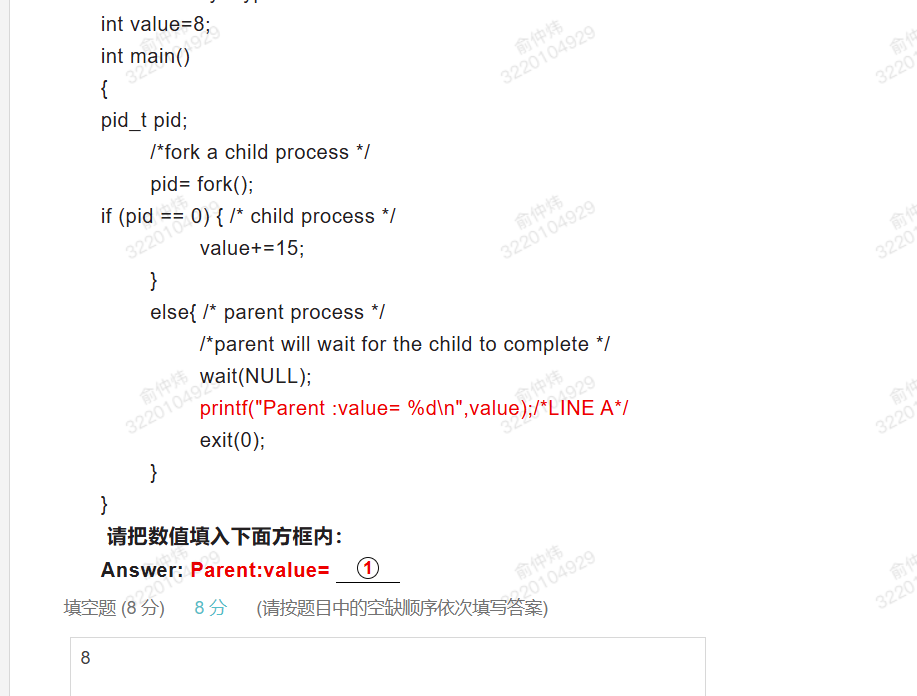 int value=8;
int main()
{
pid_t pid;
/*fork a child process */
pid= fork();
if (pid == 0) { /* child process */
value+=15;
}
else{ /* parent process */
/*parent will wait for the child to complete */
wait(NULL);
printf("Parent :value= %d\n",value);/*LINE A*/
exit(0);
}
}
请把数值填入下面方框内：
Answer: Parent:value= ①
填空题 (8 分) 8 分 (请按题目中的空缺顺序依次填写答案)
8
俞仲炜
3220104929